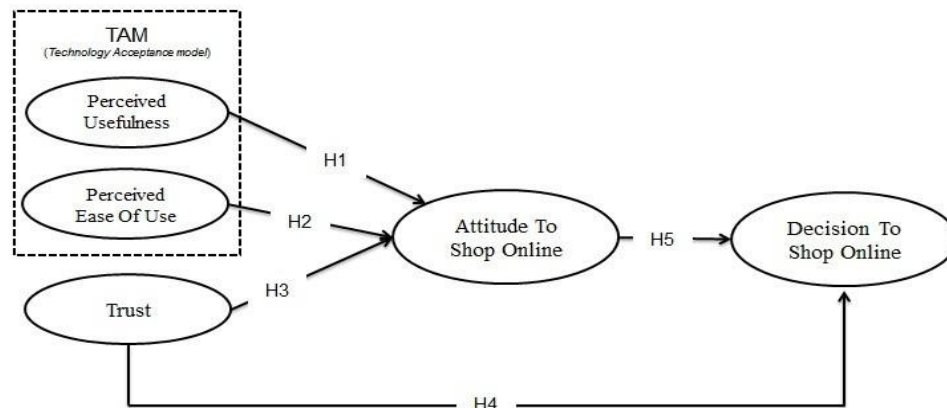 TAM
(Technology Acceptance model)
Perceived
Usefulness
H1
Perceived
Ease Of Use
H2
Attitude To
Shop Online
H5
Decision To
Shop Online
H3
Trust
H4